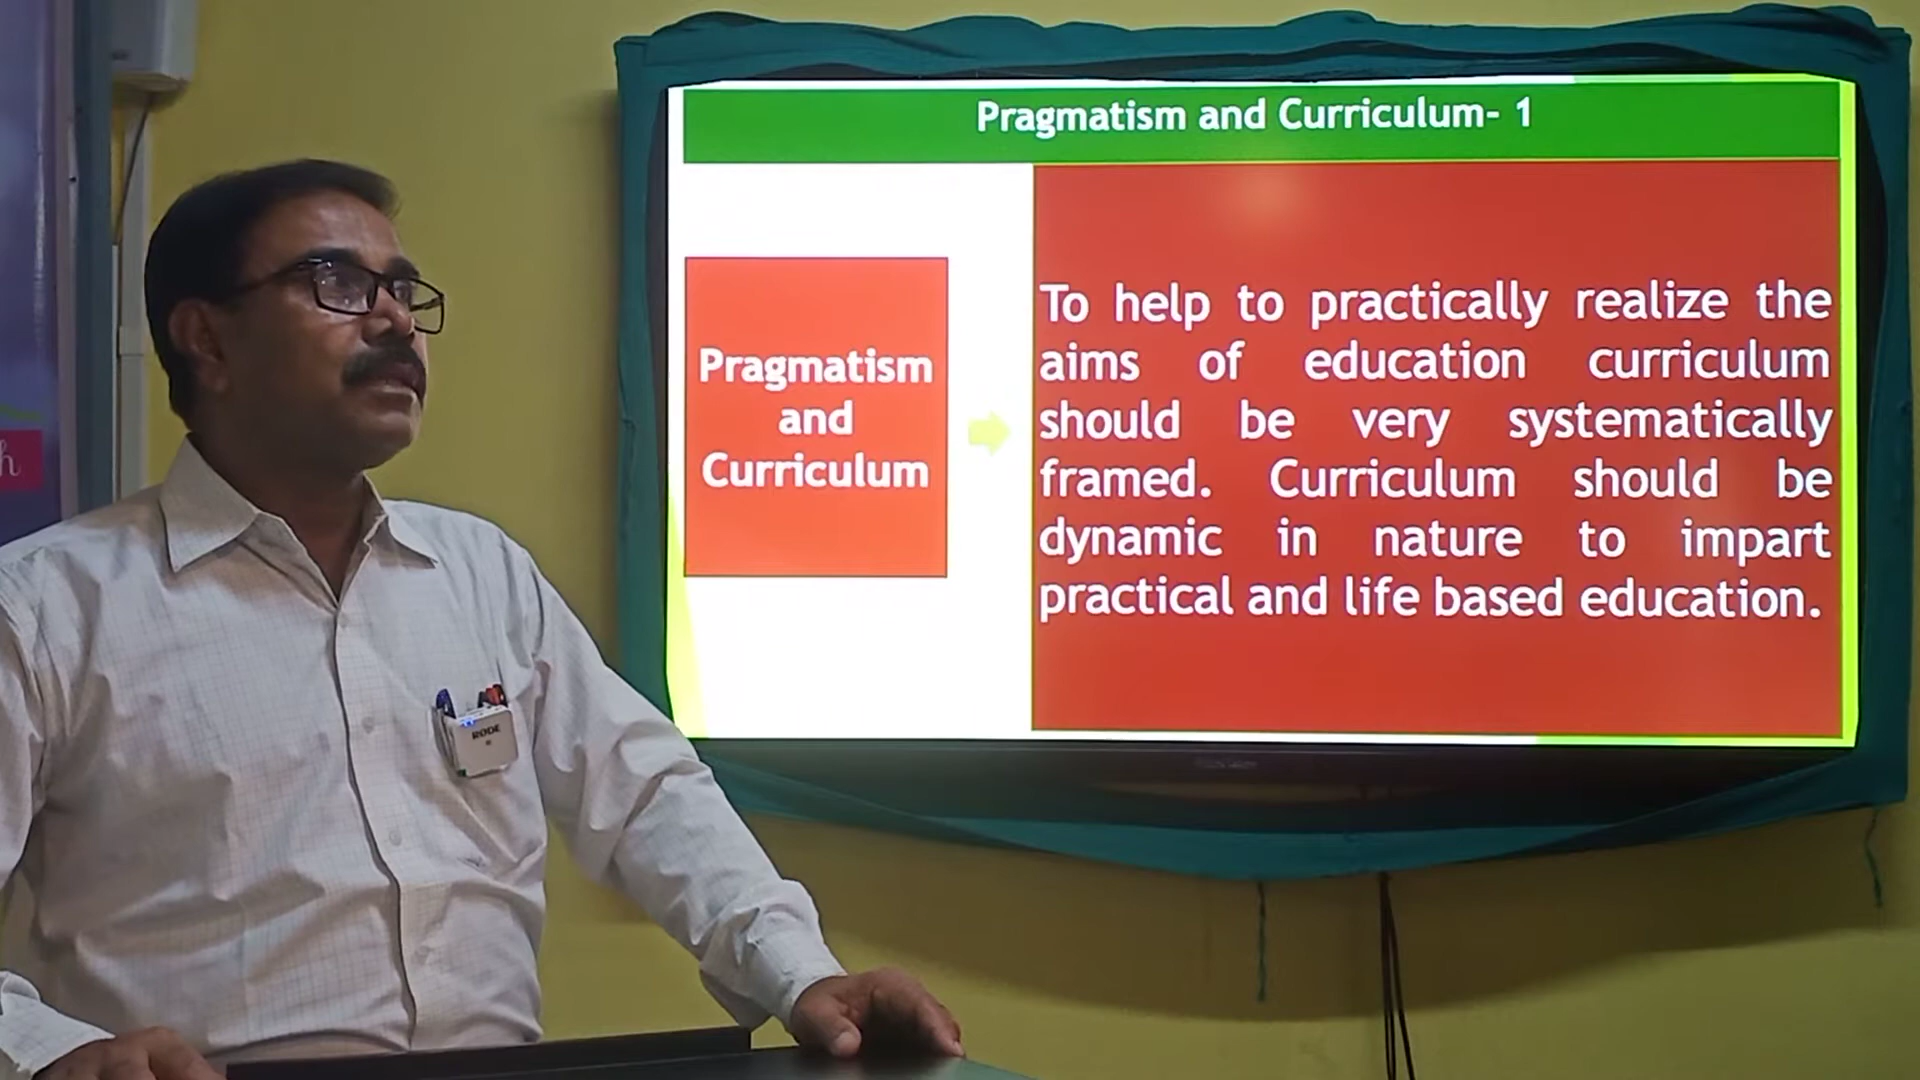 Pragmatism and Curriculum- 1
Pragmatism
and
Curriculum
To help to practically realize the
aims of education curriculum
should be very systematically
framed. Curriculum should be
dynamic in nature to impart
practical and life based education.
RODE
h